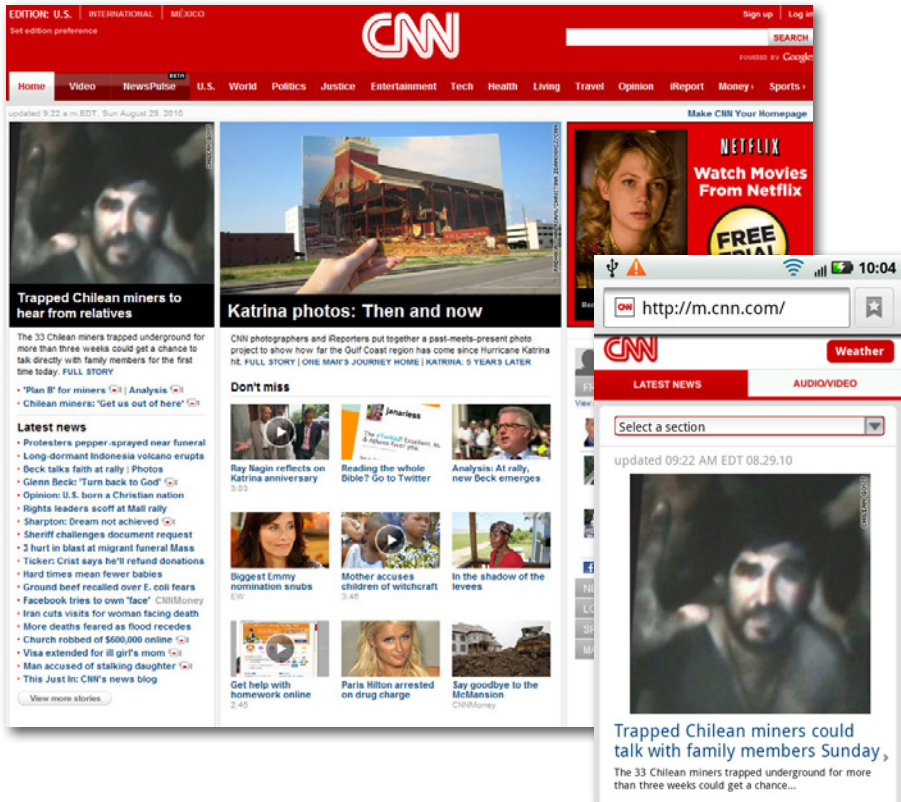 EDITION: U.S. INTERNATIONAL MÉXICO
Set edition preference
CNN
Sign up Log in
SEARCH
POWERED BY Google
Home Video NewsPulse BETA U.S. World Politics Justice Entertainment Tech Health Living Travel Opinion iReport Money › Sports ›
updated 9:22 a.m. EDT, Sun August 29, 2010
Make CNN Your Homepage
CHILEAN GOVT
Trapped Chilean miners to
hear from relatives
The 33 Chilean miners trapped underground for
more than three weeks could get a chance to
talk directly with family members for the first
time today. FULL STORY
• 'Plan B' for miners | Analysis
• Chilean miners: 'Get us out of here'
Latest news
• Protesters pepper-sprayed near funeral
• Long-dormant Indonesia volcano erupts
• Beck talks faith at rally | Photos
• Glenn Beck: 'Turn back to God'
• Opinion: U.S. born a Christian nation
• Rights leaders scoff at Mall rally
• Sharpton: Dream not achieved
• Sheriff challenges document request
• 3 hurt in blast at migrant funeral Mass
• Ticker: Crist says he'll refund donations
• Hard times mean fewer babies
• Ground beef recalled over E. coli fears
• Facebook tries to own 'face' CNNMoney
• Iran cuts visits for woman facing death
• More deaths feared as flood recedes
• Church robbed of $600,000 online
• Visa extended for ill girl's mom
• Man accused of stalking daughter
• This Just In: CNN's news blog
View more stories
Katrina photos: Then and now
CNN photographers and iReporters put together a past-meets-present photo
project to show how far the Gulf Coast region has come since Hurricane Katrina
hit. FULL STORY | ONE MAN'S JOURNEY HOME | KATRINA: 5 YEARS LATER
Don't miss
janarless
Ray Nagin reflects on
Katrina anniversary
3:03
Reading the whole
Bible? Go to Twitter
Analysis: At rally,
new Beck emerges
Biggest Emmy
nomination snubs
EW
Mother accuses
children of witchcraft
3:46
In the shadow of the
levees
Get help with
homework online
2:45
Paris Hilton arrested
on drug charge
Say goodbye to the
McMansion
CNNMoney
NETFLIX
Watch Movies
From Netflix
FREE
TRIAL
10:04
http://m.cnn.com/
CNN
Weather
LATEST NEWS AUDIO/VIDEO
Select a section
updated 09:22 AM EDT 08.29.10
CHILEAN GOVT
Trapped Chilean miners could
talk with family members Sunday ›
The 33 Chilean miners trapped underground for more
than three weeks could get a chance...